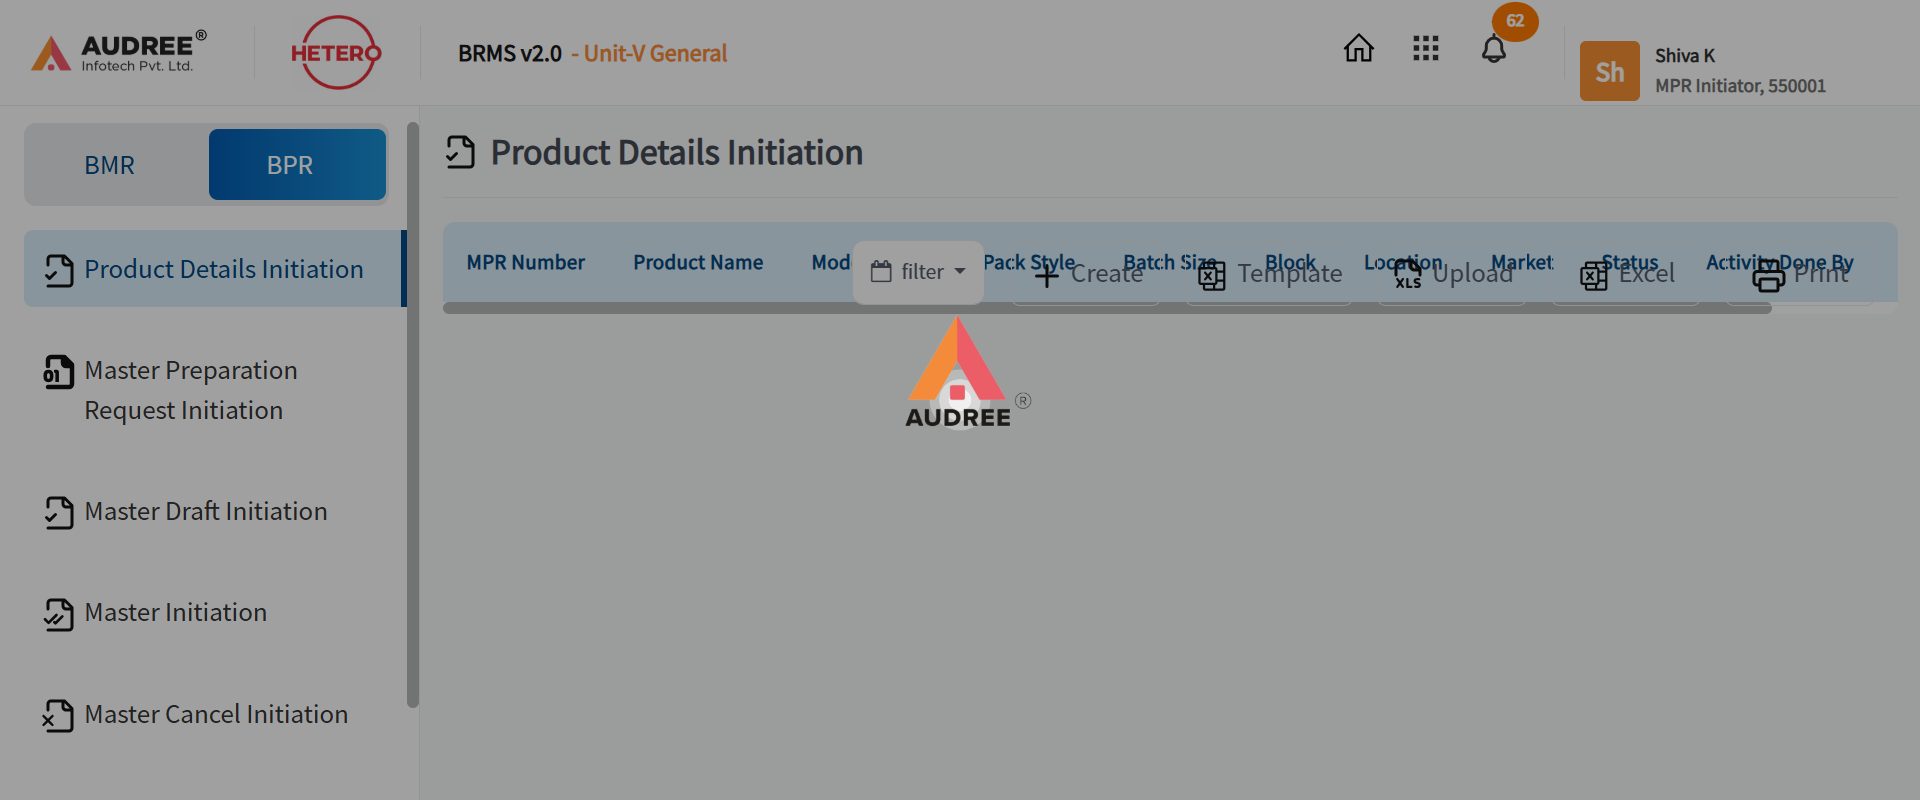 AUDREE®
Infotech Pvt. Ltd.
HETERO
BRMS v2.0 - Unit-V General
62
Sh
Shiva K
MPR Initiator, 550001
BMR
BPR
Product Details Initiation
Master Preparation
Request Initiation
Master Draft Initiation
Master Initiation
Master Cancel Initiation
Product Details Initiation
MPR Number Product Name Pack Style Batch Size Block Location Market Status Activity Done By
filter Create Template Upload Excel Print
AUDREE®